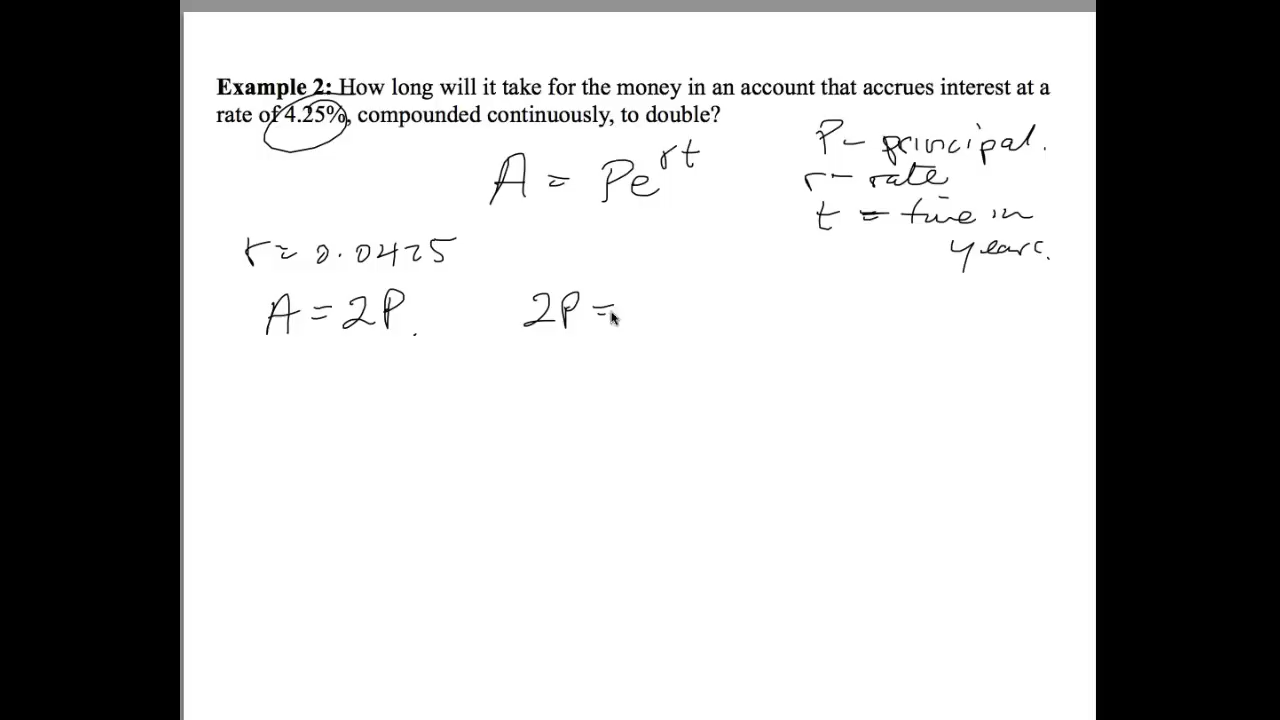 Example 2: How long will it take for the money in an account that accrues interest at a
rate of 4.25%, compounded continuously, to double?
A = Pe^{rt}
P – principal.
r – rate
t = time in
years.
r = 0.0425
A = 2P.
2P =